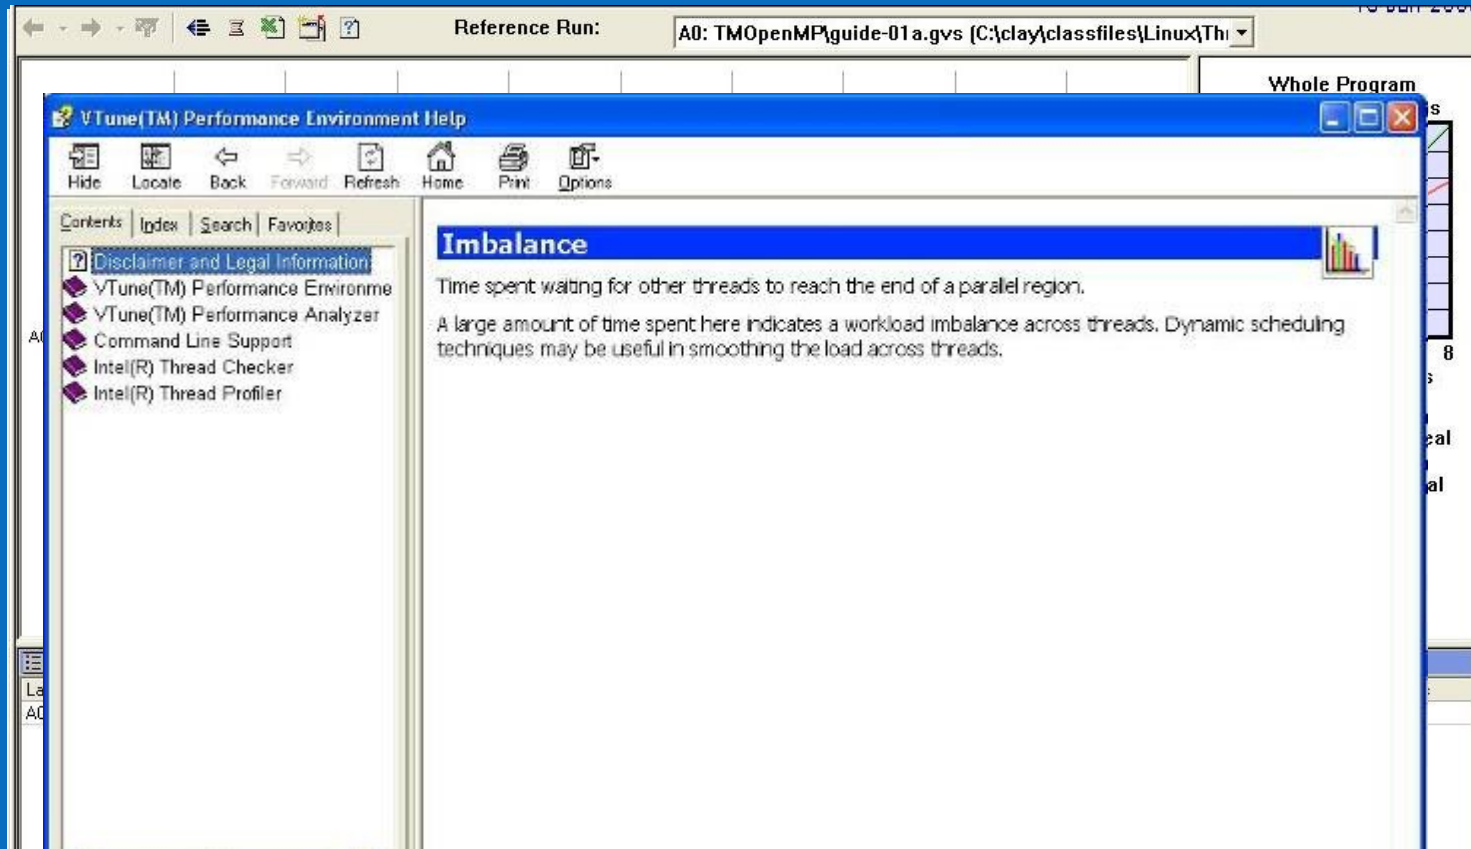 Reference Run:
A0: TMOpenMP\guide-01a.gvs (C:\clay\classfiles\Linux\Thr
Whole Program
VTune(TM) Performance Environment Help
Hide Locate Back Forward Refresh Home Print Options
Contents Index Search Favorites
Disclaimer and Legal Information
VTune(TM) Performance Environme
VTune(TM) Performance Analyzer
Command Line Support
Intel(R) Thread Checker
Intel(R) Thread Profiler
Imbalance
Time spent waiting for other threads to reach the end of a parallel region.
A large amount of time spent here indicates a workload imbalance across threads. Dynamic scheduling
techniques may be useful in smoothing the load across threads.
8
La
A0